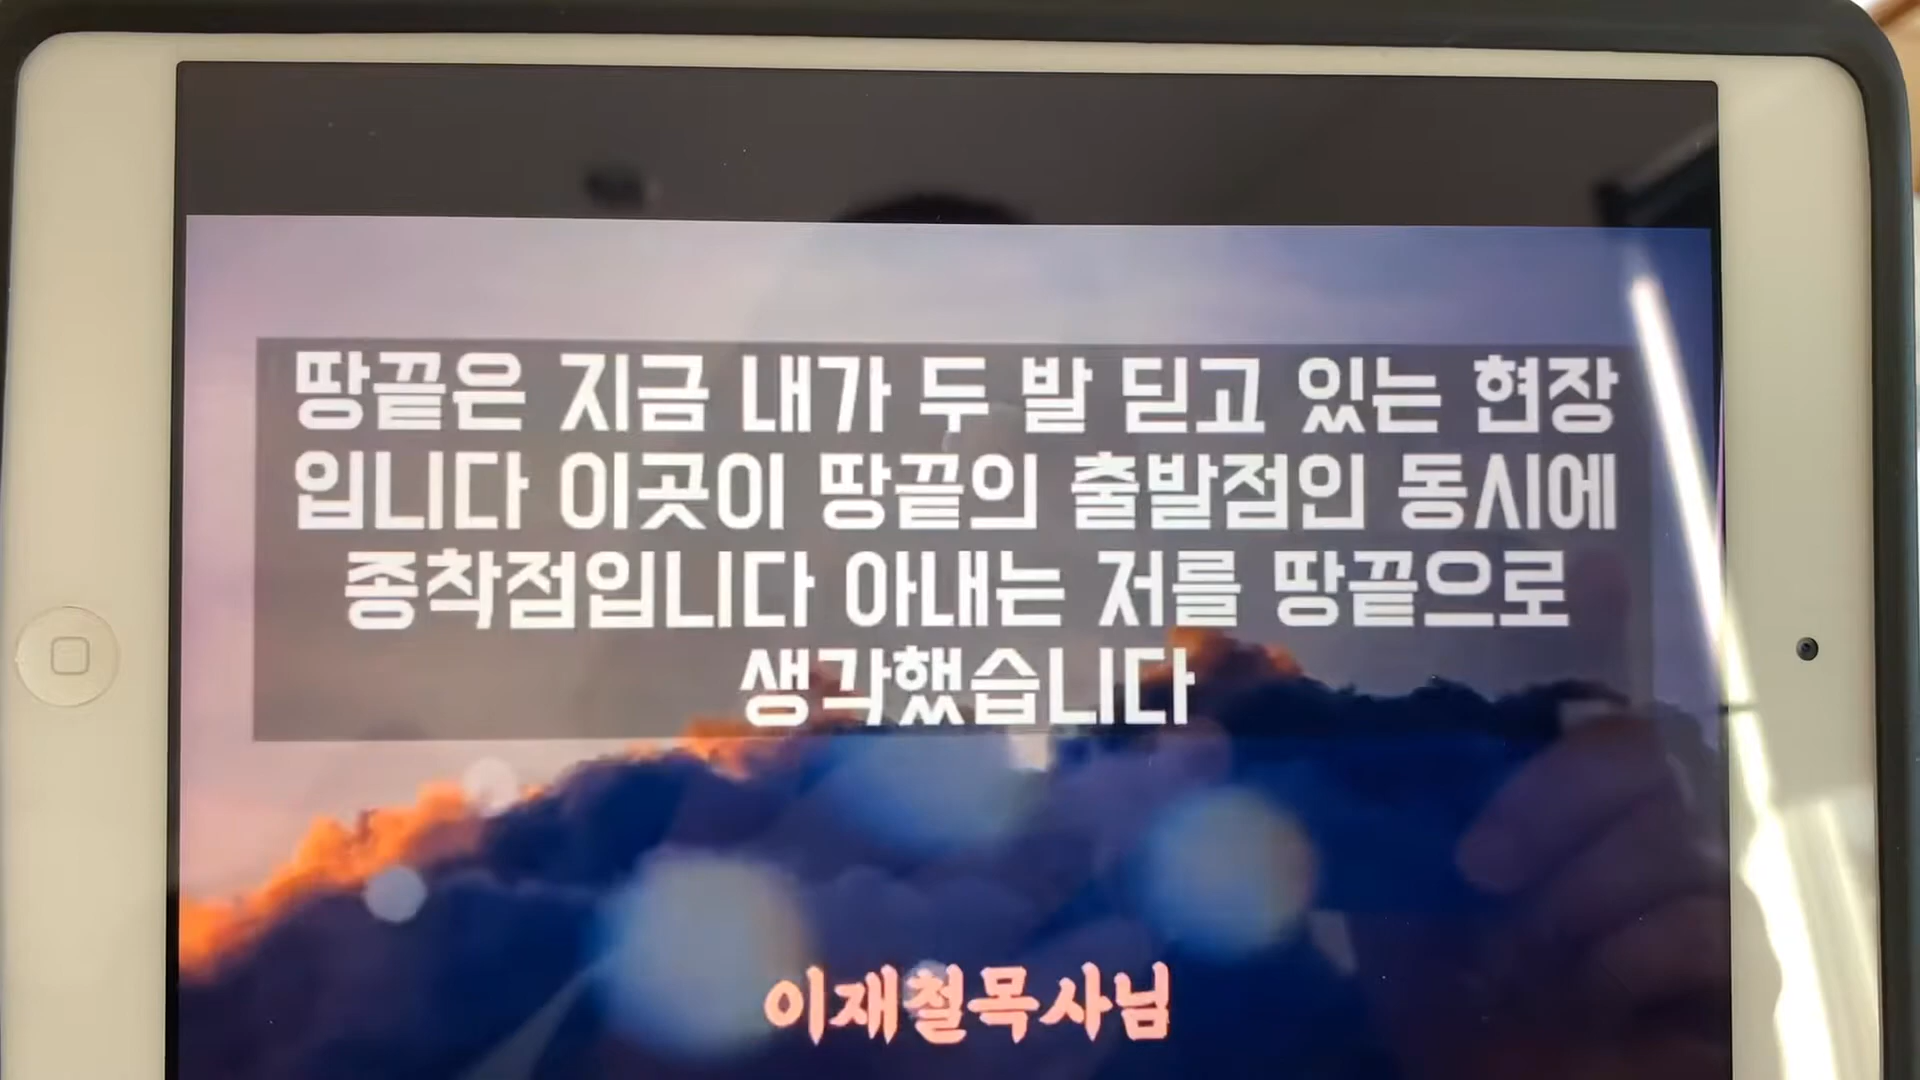 땅끝은 지금 내가 두 발 딛고 있는 현장
입니다 이곳이 땅끝의 출발점인 동시에
종착점입니다 아내는 저를 땅끝으로
생각했습니다
이재철목사님